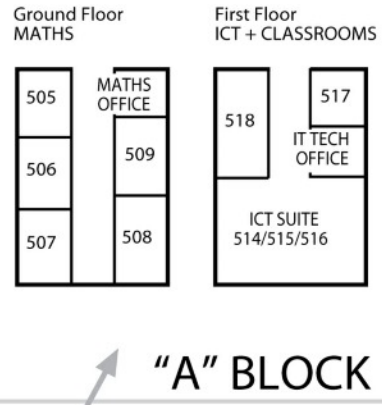 Ground Floor
MATHS
First Floor
ICT + CLASSROOMS
505
MATHS
OFFICE
506
509
507
508
518
517
IT TECH
OFFICE
ICT SUITE
514/515/516
"A" BLOCK